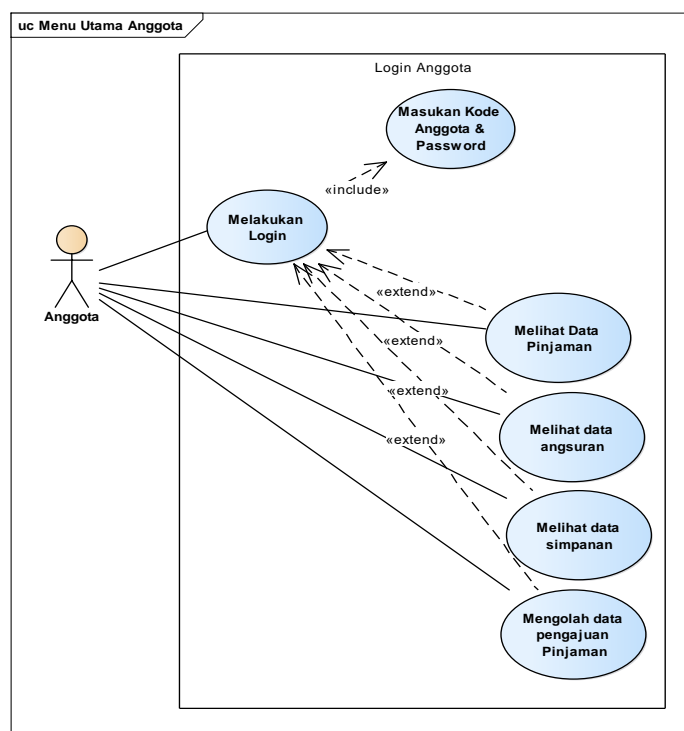 uc Menu Utama Anggota
Login Anggota
Masukan Kode
Anggota &
Password
«include»
Melakukan
Login
Anggota
«extend»
Melihat Data
Pinjaman
«extend»
Melihat data
angsuran
«extend»
«extend»
Melihat data
simpanan
Mengolah data
pengajuan
Pinjaman